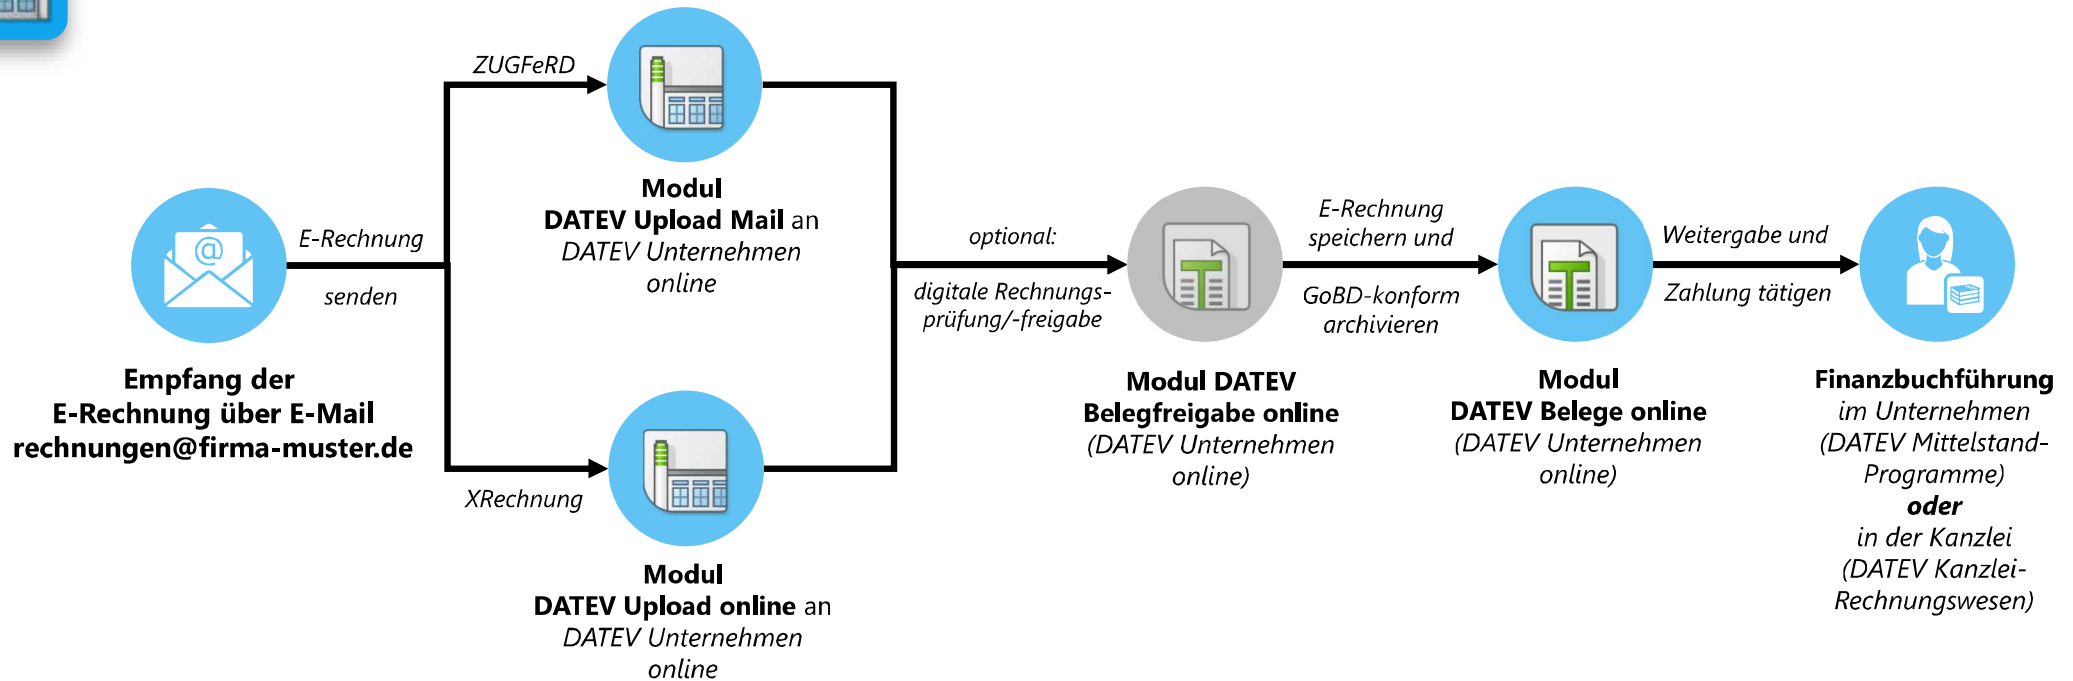 Empfang der
E-Rechnung über E-Mail
rechnungen@firma-muster.de
E-Rechnung
senden
ZUGFeRD
Modul
DATEV Upload Mail an
DATEV Unternehmen
online
XRechnung
Modul
DATEV Upload online an
DATEV Unternehmen
online
optional:
digitale Rechnungs-
prüfung/-freigabe
Modul DATEV
Belegfreigabe online
(DATEV Unternehmen
online)
E-Rechnung
speichern und
GoBD-konform
archivieren
Modul
DATEV Belege online
(DATEV Unternehmen
online)
Weitergabe und
Zahlung tätigen
Finanzbuchführung
im Unternehmen
(DATEV Mittelstand-
Programme)
oder
in der Kanzlei
(DATEV Kanzlei-
Rechnungswesen)